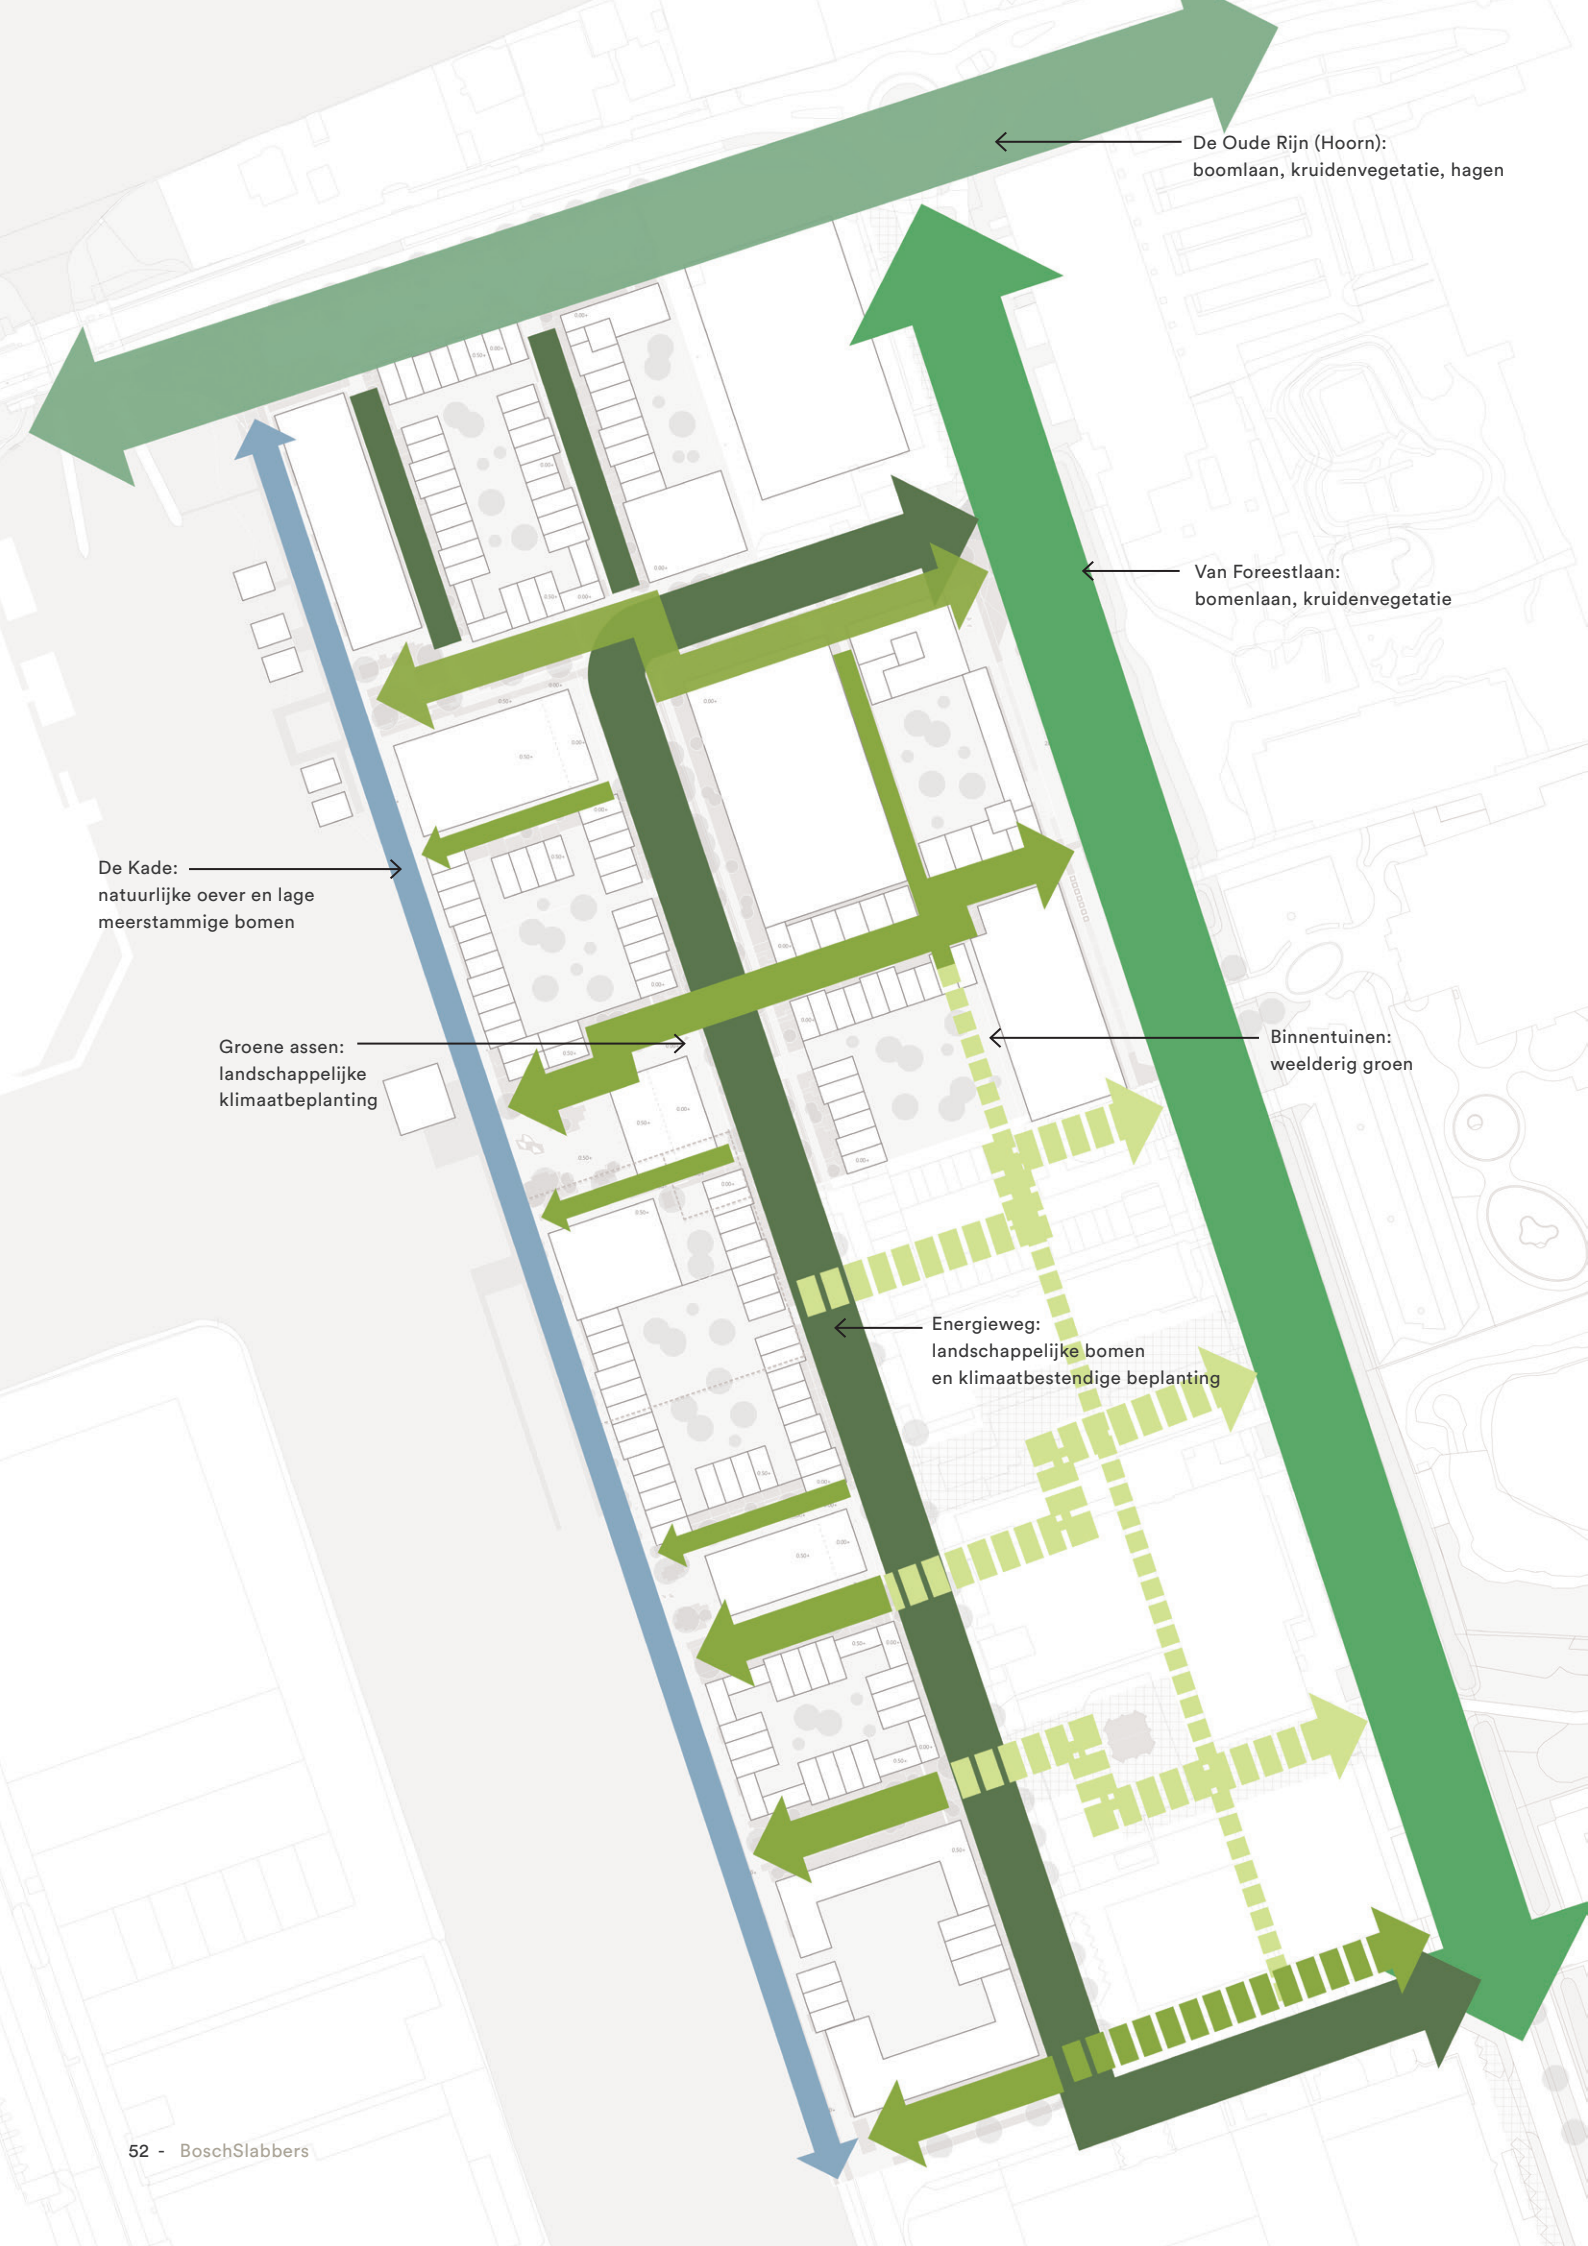 De Oude Rijn (Hoorn):
boomlaan, kruidenvegetatie, hagen
Van Foreestlaan:
bomenlaan, kruidenvegetatie
De Kade:
natuurlijke oever en lage
meerstammige bomen
Groene assen:
landschappelijke
klimaatbeplanting
Binnentuinen:
weelderig groen
Energieweg:
landschappelijke bomen
en klimaatbestendige beplanting
52 - BoschSlabbers